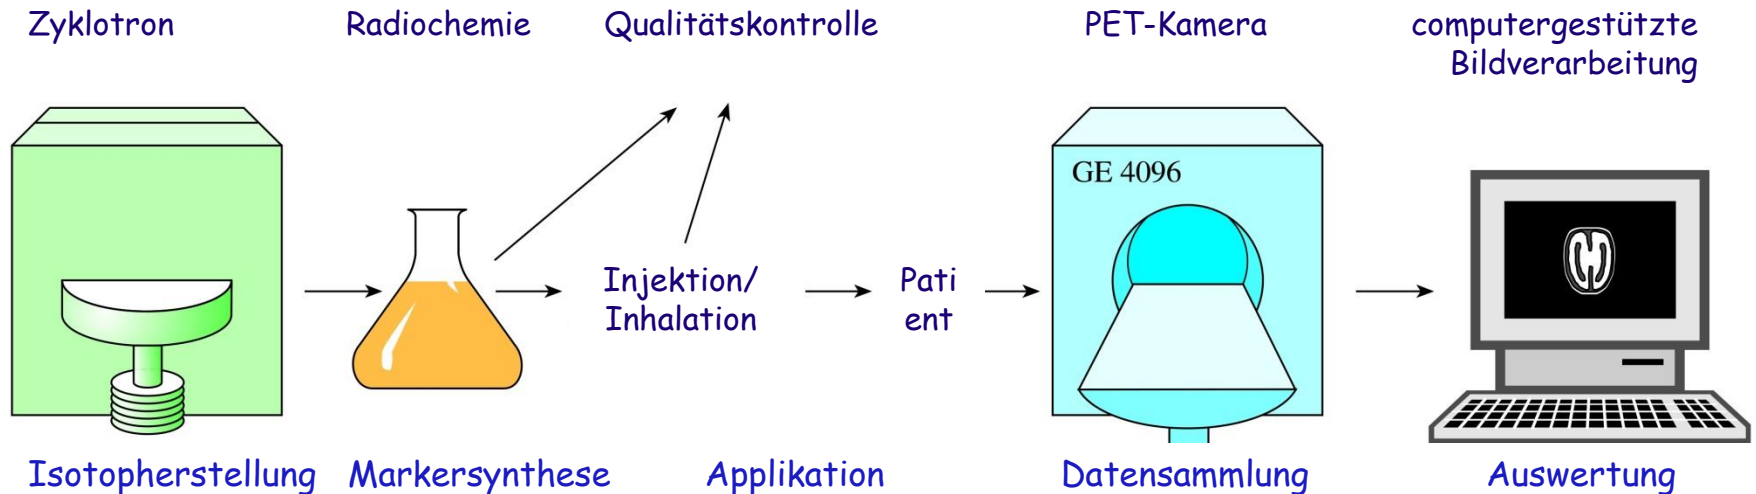 Zyklotron
Radiochemie
Qualitätskontrolle
PET-Kamera
computergestützte
Bildverarbeitung
GE 4096
Injektion/
Inhalation
Pati
ent
Isotopherstellung
Markersynthese
Applikation
Datensammlung
Auswertung